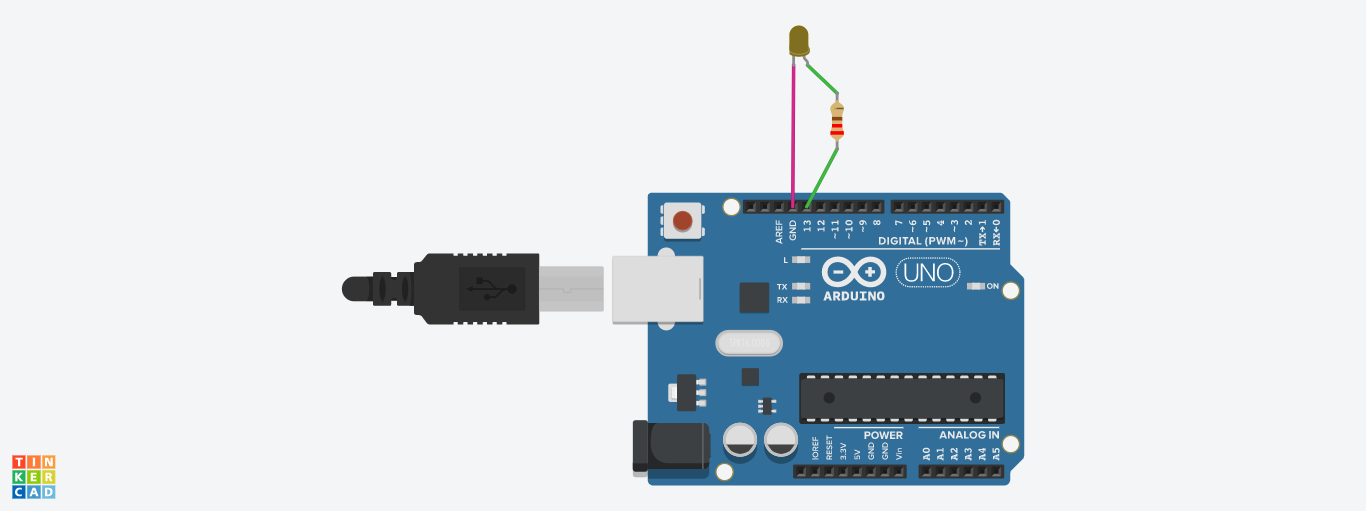 AREF
GND
13
12
~11
~10
~9
8
7
~6
~5
4
~3
2
TX→1
RX←0
DIGITAL (PWM~)
L
TX
RX
ARDUINO
UNO
ON
POWER
ANALOG IN
IOREF
RESET
3.3V
5V
GND
GND
Vin
A0
A1
A2
A3
A4
A5
TIN
KER
CAD